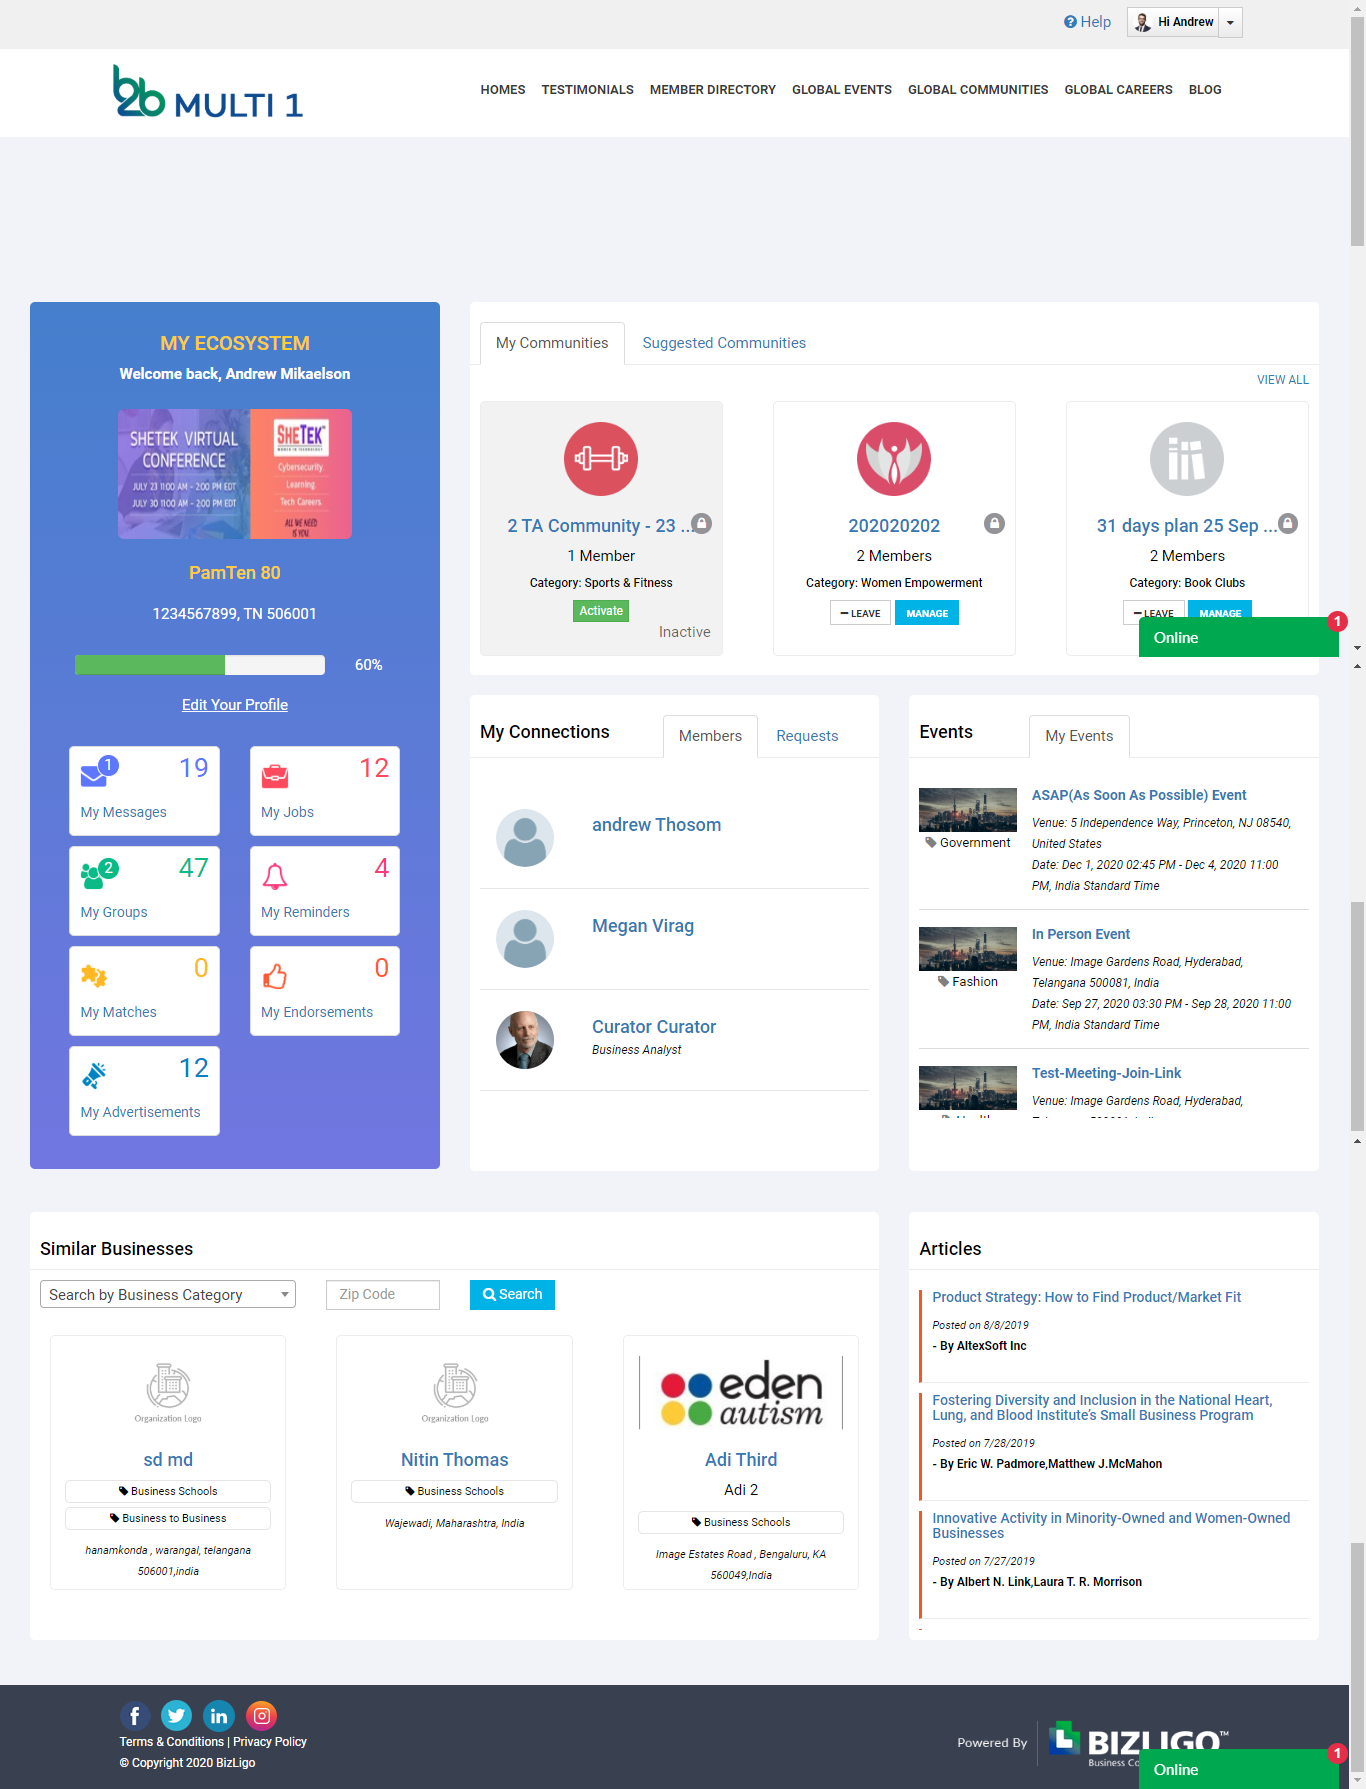 Help
Hi Andrew
b2b MULTI 1
HOMES TESTIMONIALS MEMBER DIRECTORY GLOBAL EVENTS GLOBAL COMMUNITIES GLOBAL CAREERS BLOG
MY ECOSYSTEM
Welcome back, Andrew Mikaelson
SHETEK VIRTUAL
CONFERENCE
JULY 23 11:00 AM - 2:00 PM EDT
JULY 30 11:00 AM - 2:00 PM EDT
SHETEK
Cybersecurity
Learning
Tech Careers
ALL WE NEED
IS YOU!
PamTen 80
1234567899, TN 506001
60%
Edit Your Profile
1
19
My Messages
12
My Jobs
2
47
My Groups
4
My Reminders
0
My Matches
0
My Endorsements
12
My Advertisements
My Communities
Suggested Communities
VIEW ALL
2 TA Community - 23 ...
1 Member
Category: Sports & Fitness
Activate
Inactive
202020202
2 Members
Category: Women Empowerment
LEAVE
MANAGE
31 days plan 25 Sep ...
2 Members
Category: Book Clubs
LEAVE
MANAGE
Online
1
My Connections
Members
Requests
andrew Thosom
Megan Virag
Curator Curator
Business Analyst
Events
My Events
Government
ASAP(As Soon As Possible) Event
Venue: 5 Independence Way, Princeton, NJ 08540,
United States
Date: Dec 1, 2020 02:45 PM - Dec 4, 2020 11:00
PM, India Standard Time
Fashion
In Person Event
Venue: Image Gardens Road, Hyderabad,
Telangana 500081, India
Date: Sep 27, 2020 03:30 PM - Sep 28, 2020 11:00
PM, India Standard Time
Test-Meeting-Join-Link
Venue: Image Gardens Road, Hyderabad,
Similar Businesses
Search by Business Category
Zip Code
Search
Organization Logo
sd md
Business Schools
Business to Business
hanamkonda , warangal, telangana
506001,india
Organization Logo
Nitin Thomas
Business Schools
Wajewadi, Maharashtra, India
eden
autism
Adi Third
Adi 2
Business Schools
Image Estates Road , Bengaluru, KA
560049,India
Articles
Product Strategy: How to Find Product/Market Fit
Posted on 8/8/2019
- By AltexSoft Inc
Fostering Diversity and Inclusion in the National Heart,
Lung, and Blood Institute's Small Business Program
Posted on 7/28/2019
- By Eric W. Padmore,Matthew J.McMahon
Innovative Activity in Minority-Owned and Women-Owned
Businesses
Posted on 7/27/2019
- By Albert N. Link,Laura T. R. Morrison
Terms & Conditions | Privacy Policy
© Copyright 2020 BizLigo
Powered By
BIZLIGO™
Business Co
Online
1